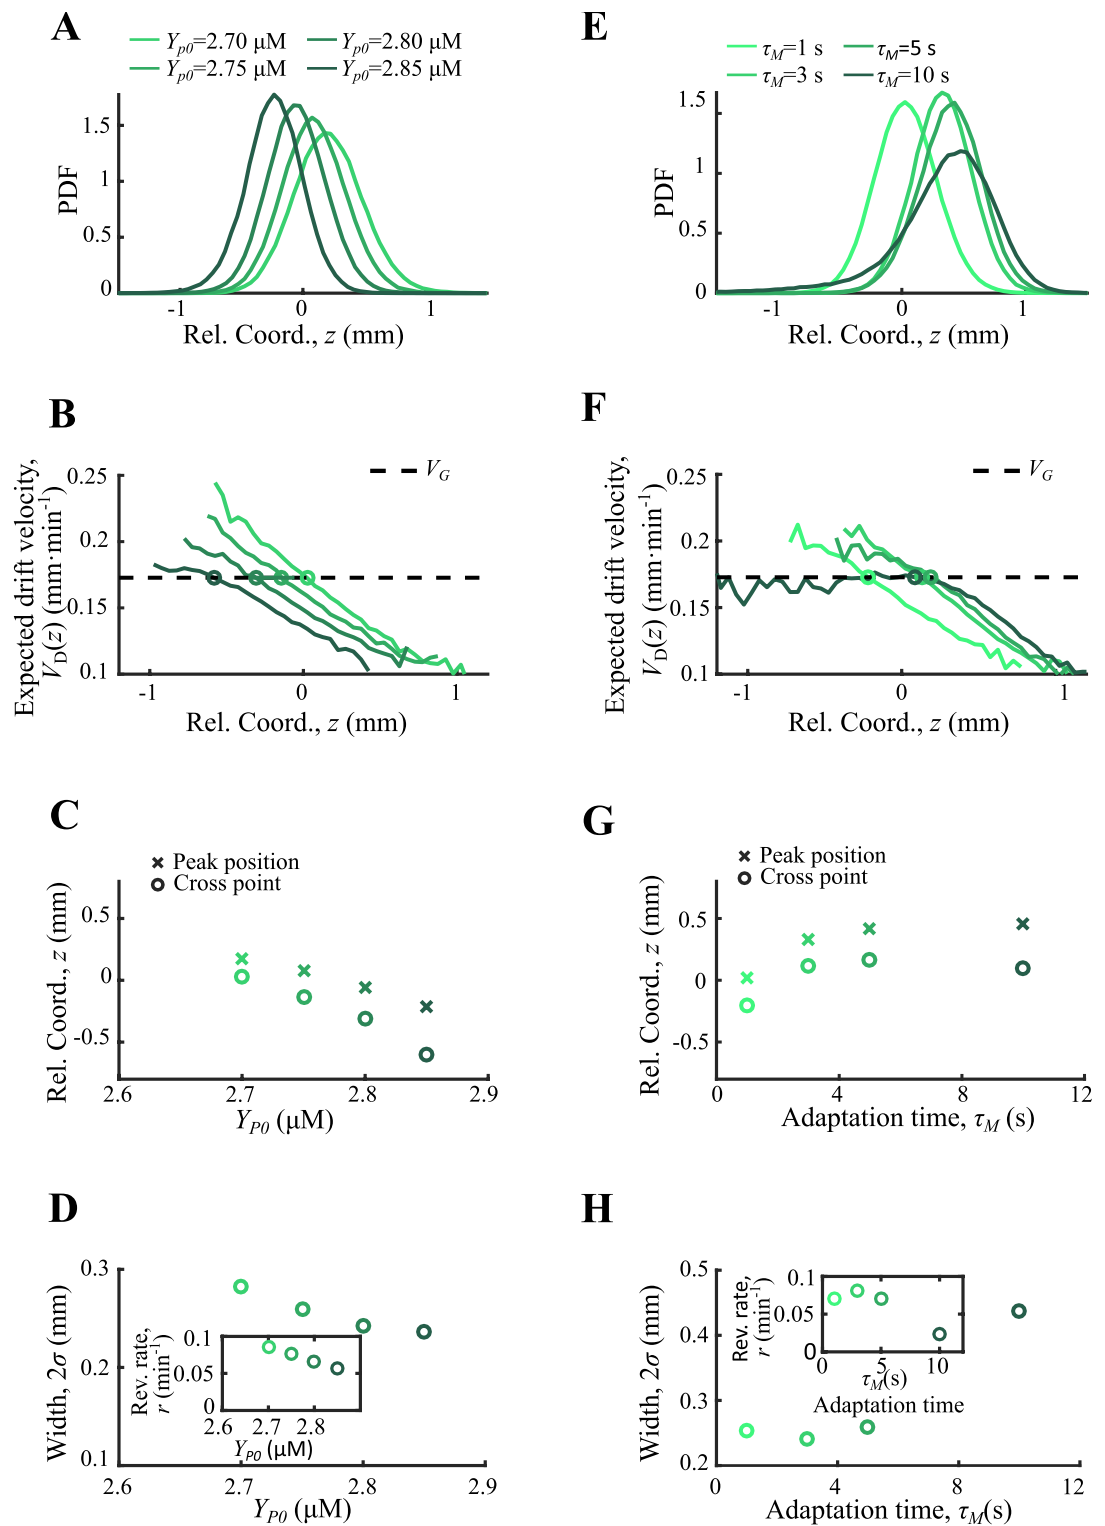 A
Yp0=2.70 μM
Yp0=2.80 μM
Yp0=2.75 μM
Yp0=2.85 μM
PDF
1.5
1
0.5
0
-1
0
1
Rel. Coord., z (mm)
B
Expected drift velocity,
VD(z) (mm·min-1)
VG
0.25
0.2
0.15
0.1
-1
0
1
Rel. Coord., z (mm)
C
Peak position
Cross point
Rel. Coord., z (mm)
0.5
0
-0.5
2.6
2.7
2.8
2.9
YP0 (μM)
D
Width, 2σ (mm)
0.3
0.2
0.1
Rev. rate,
r (min-1)
0.1
0.05
0
2.6
2.7
2.8
YP0 (μM)
2.6
2.7
2.8
2.9
YP0 (μM)
E
τM=1 s
τM=5 s
τM=3 s
τM=10 s
PDF
1.5
1
0.5
0
-1
0
1
Rel. Coord., z (mm)
F
Expected drift velocity,
VD(z) (mm·min-1)
VG
0.25
0.2
0.15
0.1
-1
0
1
Rel. Coord., z (mm)
G
Peak position
Cross point
Rel. Coord., z (mm)
0.5
0
-0.5
0
4
8
12
Adaptation time, τM (s)
H
Width, 2σ (mm)
0.5
0.4
0.3
0.2
Rev. rate,
r (min-1)
0.1
0.05
0
0
5
10
τM(s)
Adaptation time
0
4
8
12
Adaptation time, τM(s)